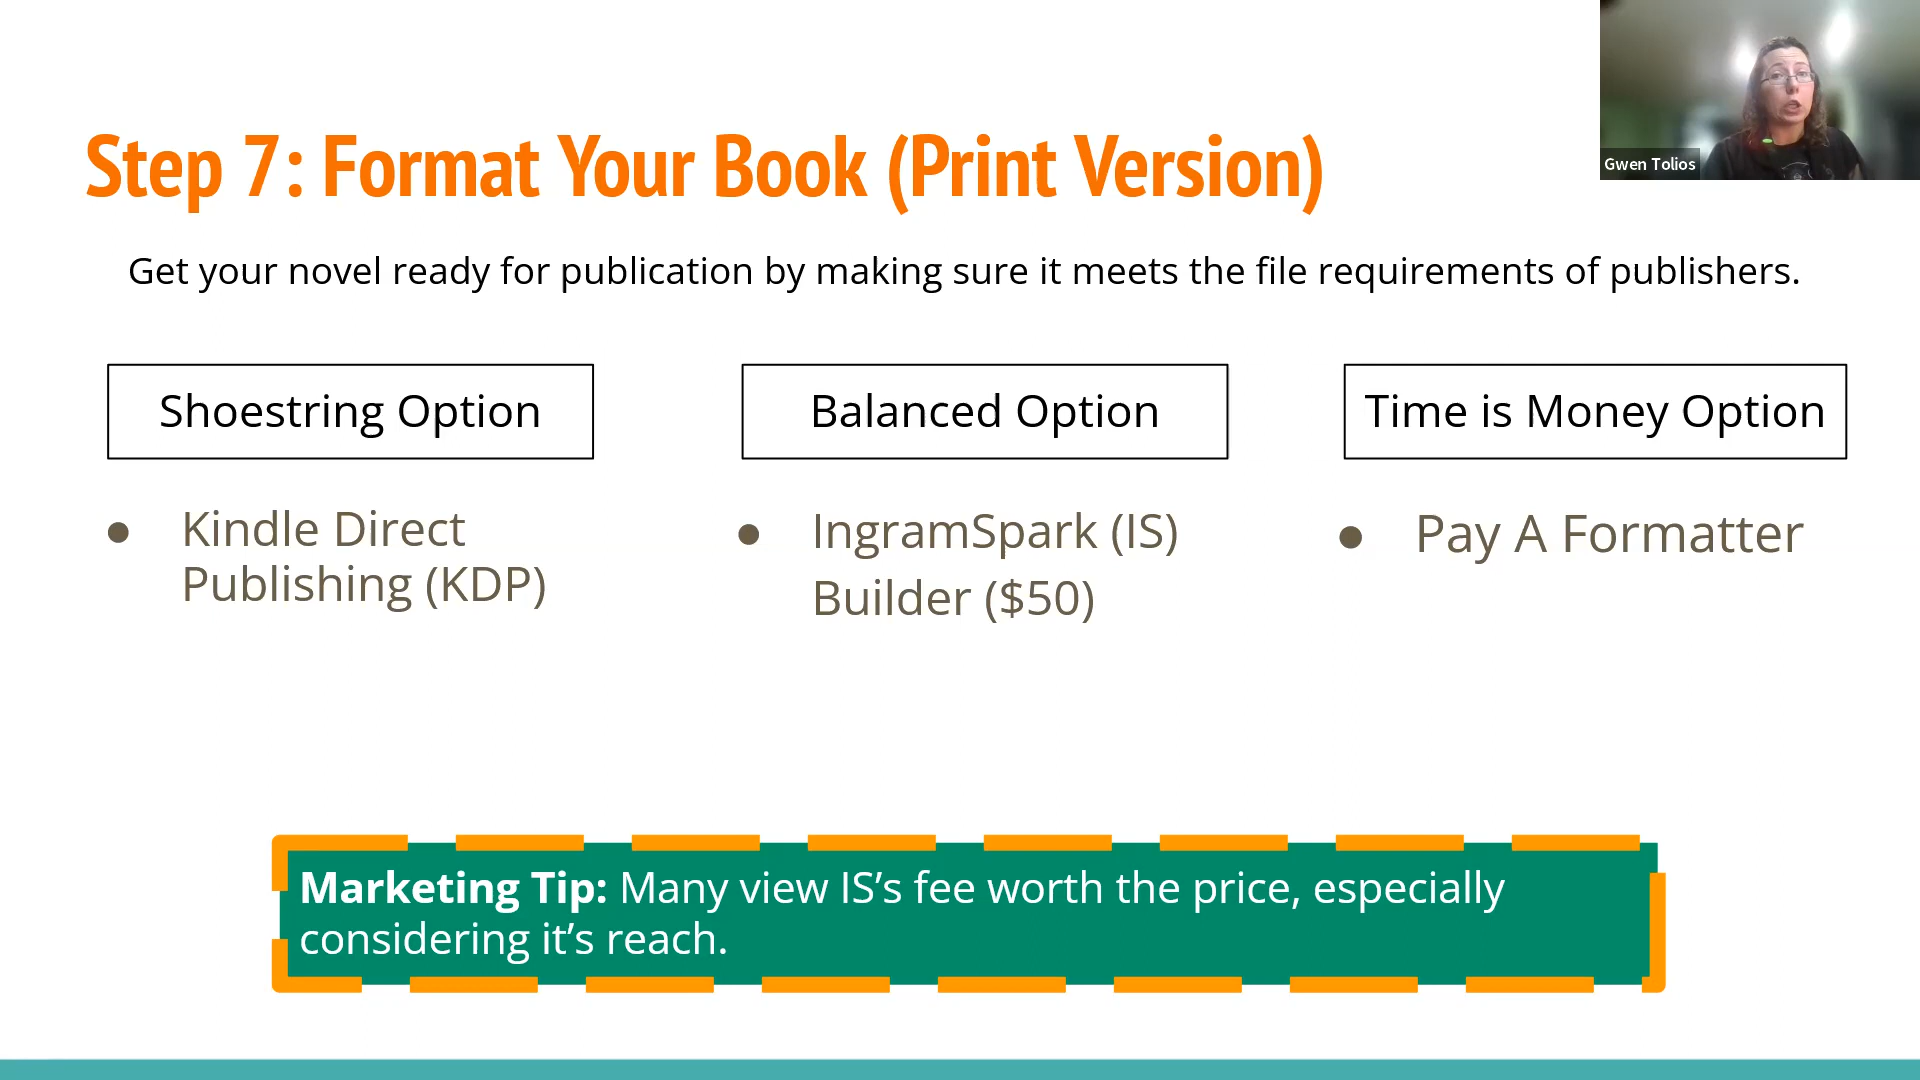 Gwen Tolios
Step 7: Format Your Book (Print Version)
Get your novel ready for publication by making sure it meets the file requirements of publishers.
Shoestring Option
● Kindle Direct
Publishing (KDP)
Balanced Option
● IngramSpark (IS)
Builder ($50)
Time is Money Option
● Pay A Formatter
Marketing Tip: Many view IS’s fee worth the price, especially
considering it’s reach.